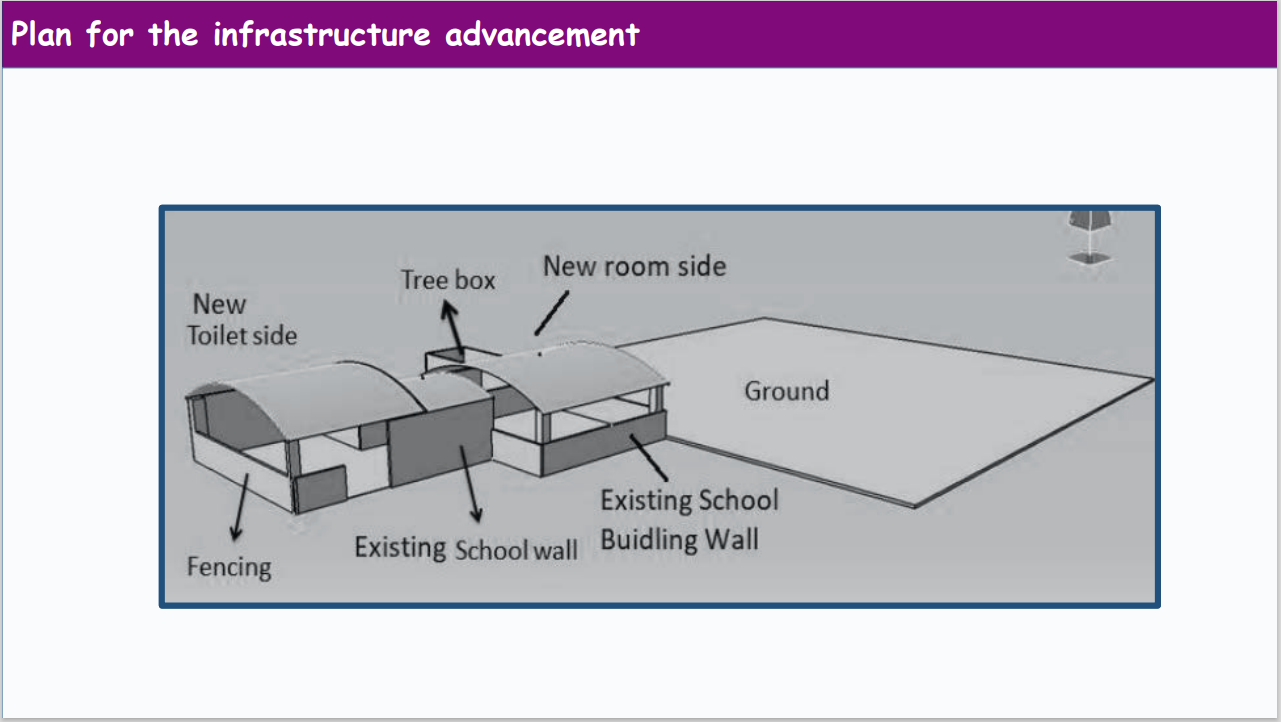 Plan for the infrastructure advancement
New room side
Tree box
New
Toilet side
Ground
Existing School
Buidling Wall
Existing School wall
Fencing